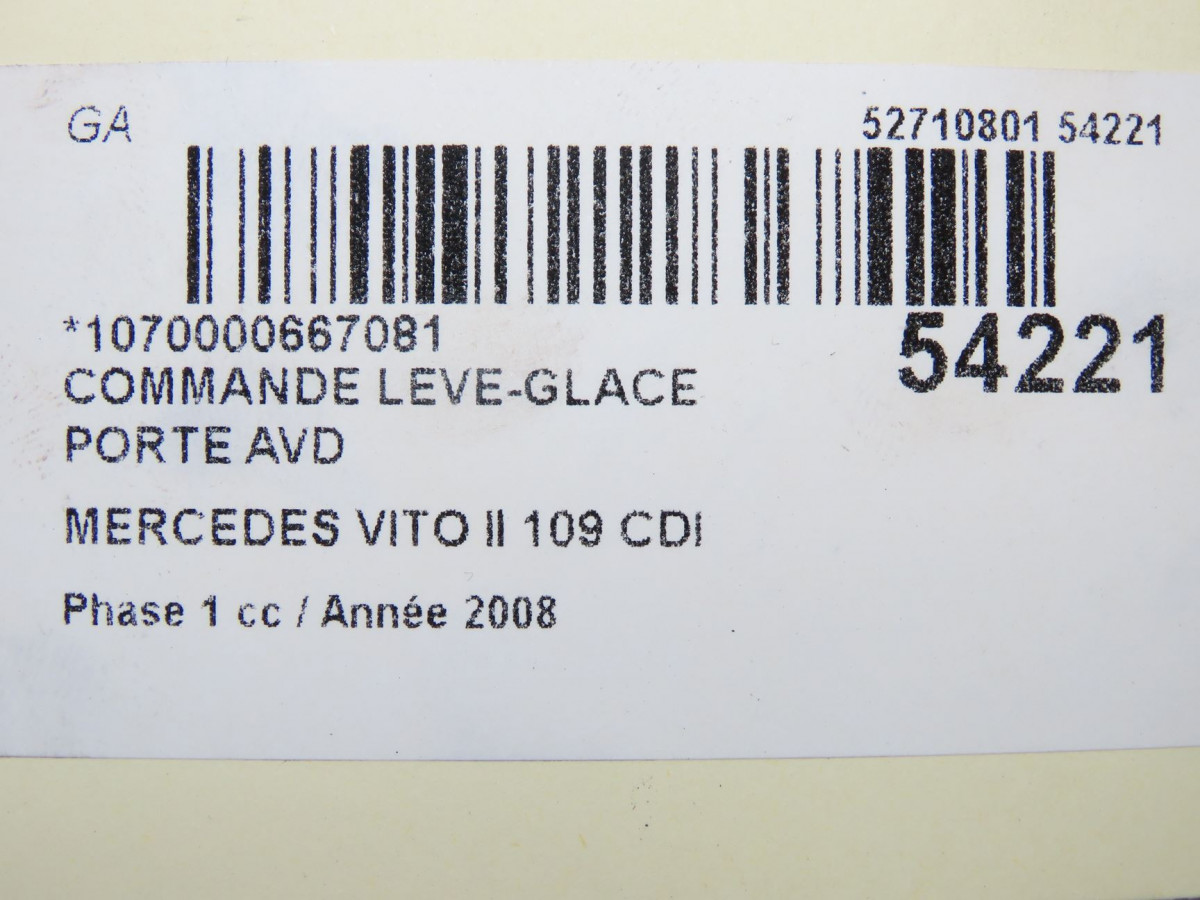 GA
52710801 54221
*1070000667081
54221
COMMANDE LEVE-GLACE
PORTE AVD
MERCEDES VITO II 109 CDI
Phase 1 cc / Année 2008